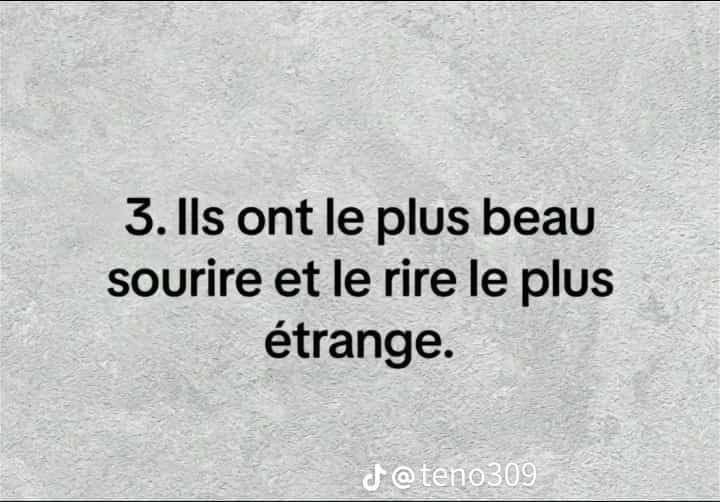 3. Ils ont le plus beau
sourire et le rire le plus
étrange.
@teno309